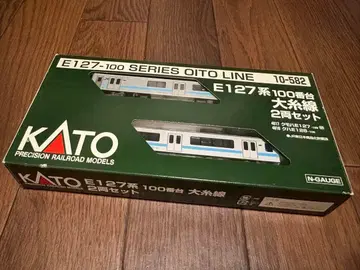 E127-100 SERIES OITO LINE
10-582
E127系 100番台
大糸線
2両セット
KATO
PRECISION RAILROAD MODELS
E127系 100番台 大糸線
2両セット
N-GAUGE